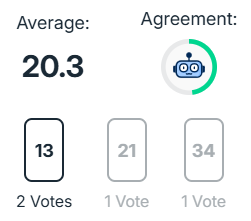 Average: Agreement:
20.3
13 21 34
2 Votes 1 Vote 1 Vote